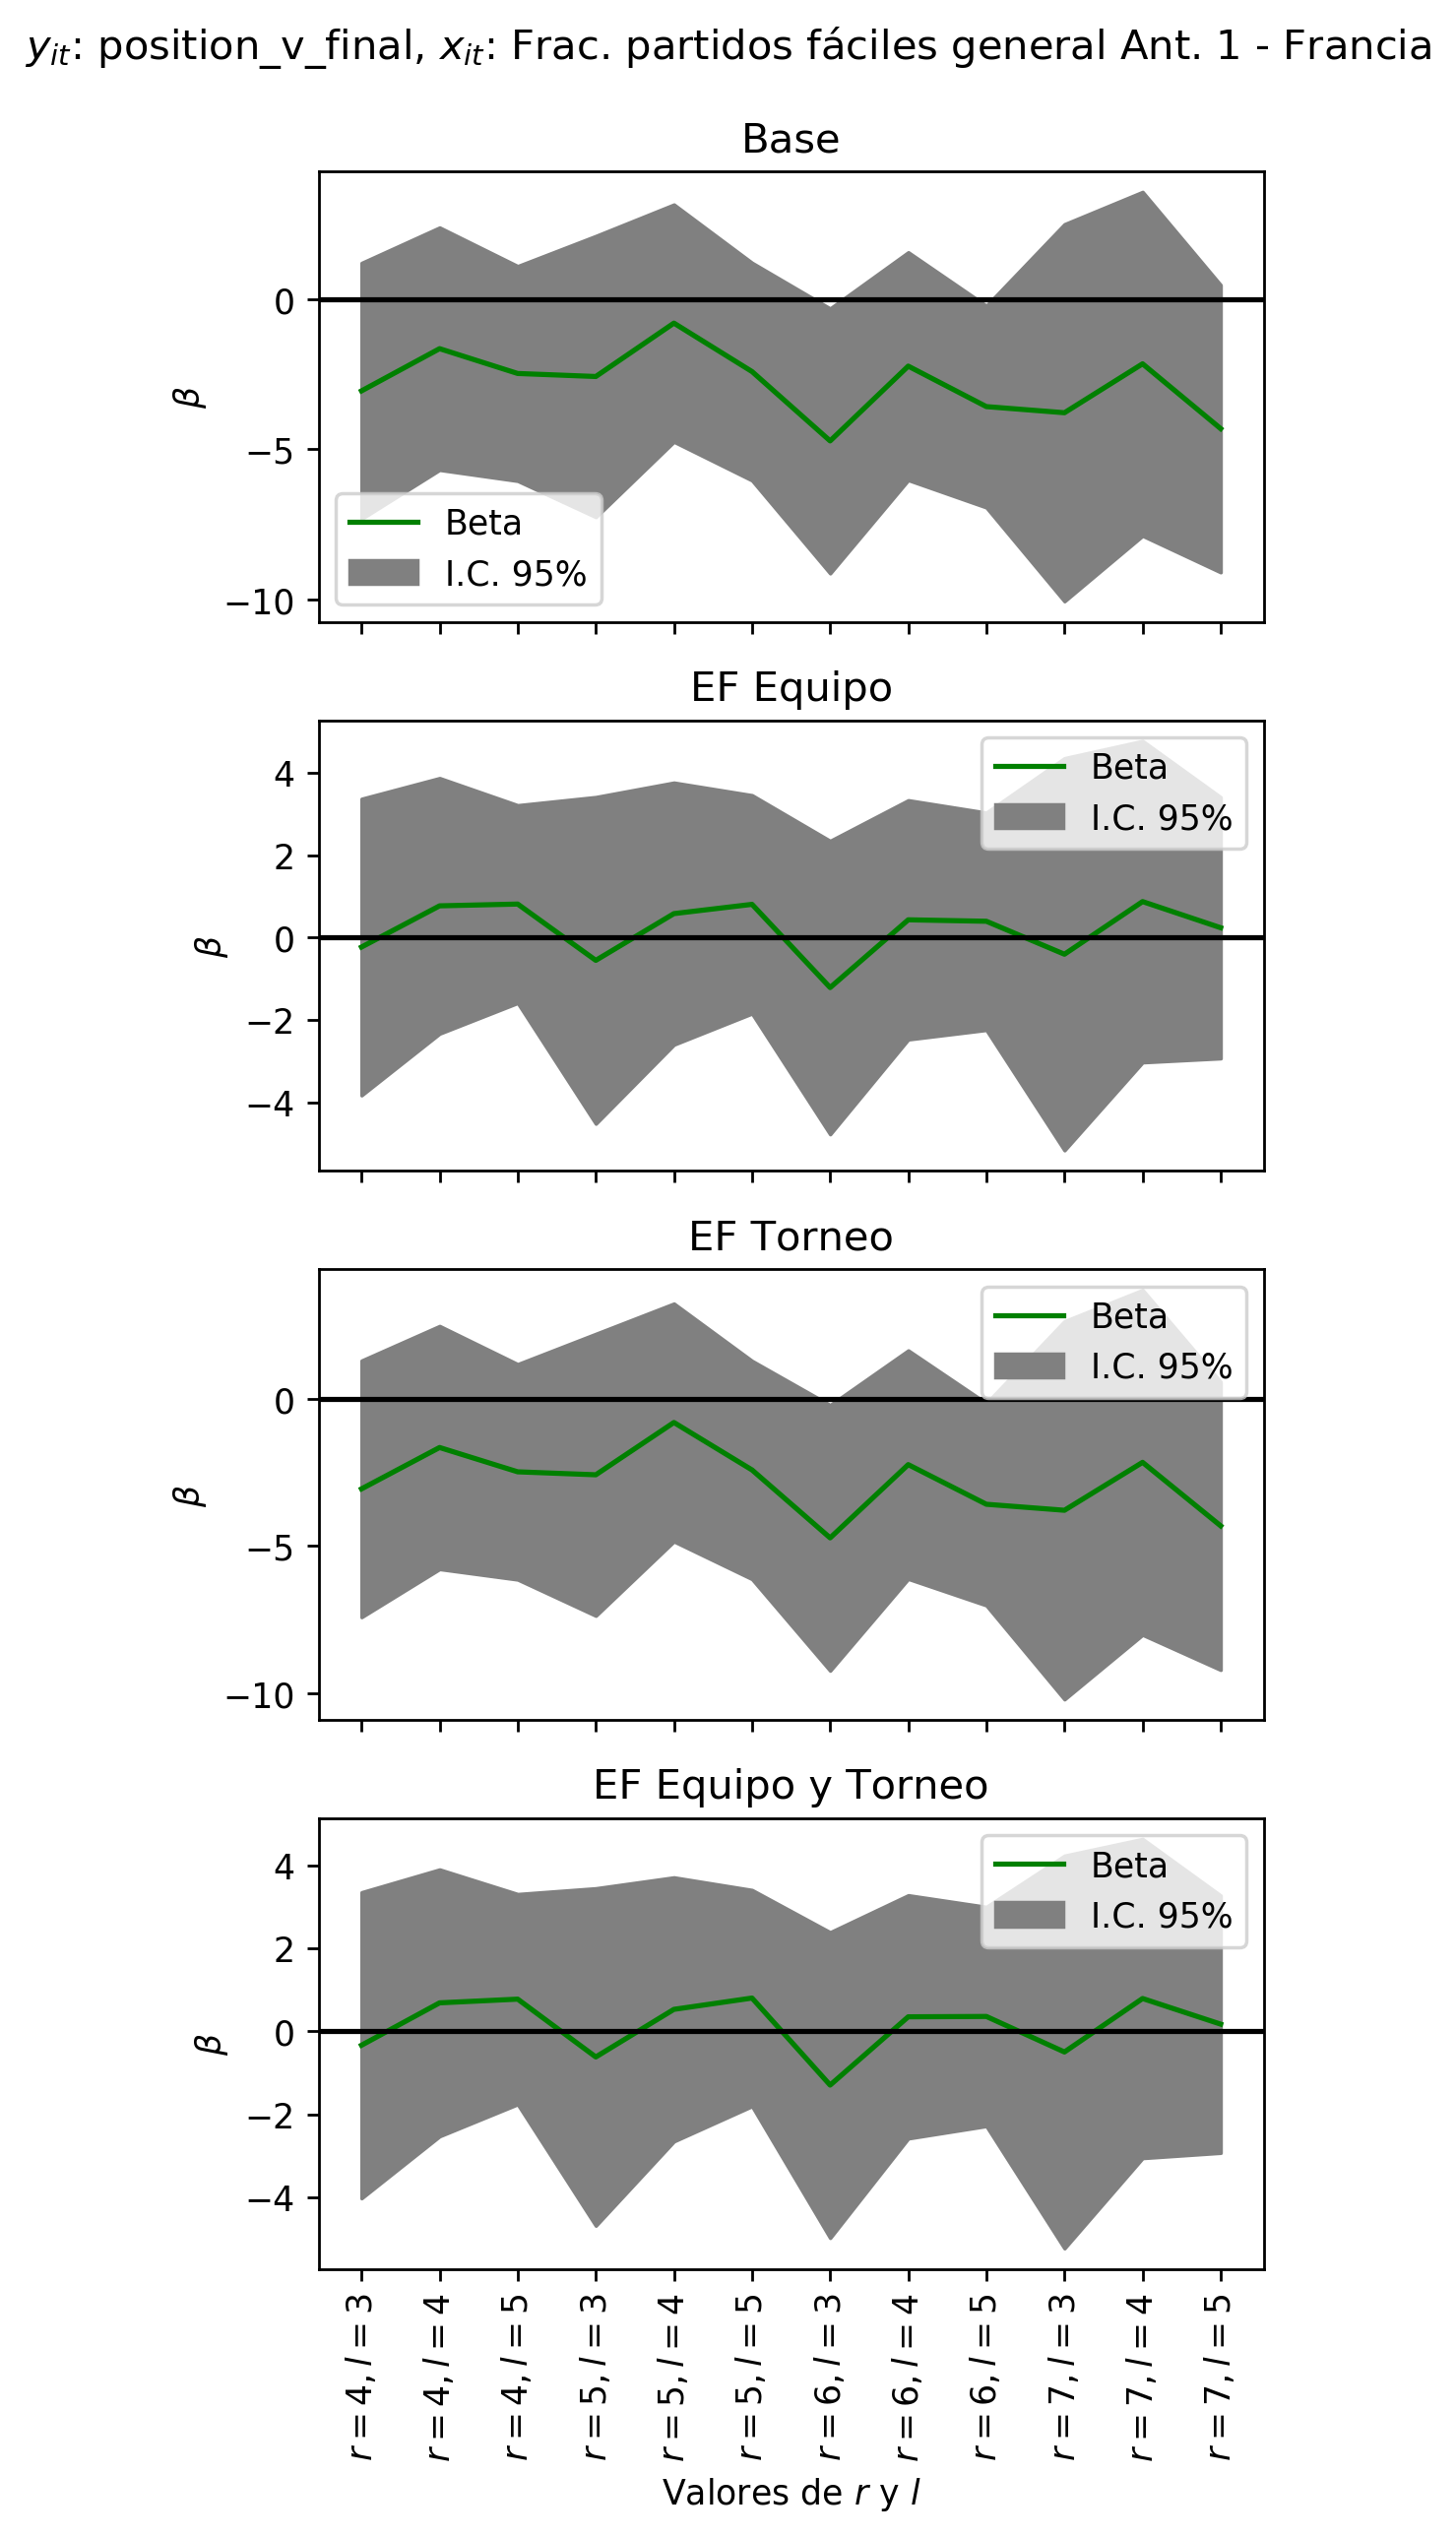 y_it: position_v_final, x_it: Frac. partidos fáciles general Ant. 1 - Francia
Base
0
−5
−10
β
Beta
I.C. 95%
EF Equipo
4
2
0
−2
−4
β
Beta
I.C. 95%
EF Torneo
0
−5
−10
β
Beta
I.C. 95%
EF Equipo y Torneo
4
2
0
−2
−4
β
Beta
I.C. 95%
r = 4, l = 3
r = 4, l = 4
r = 4, l = 5
r = 5, l = 3
r = 5, l = 4
r = 5, l = 5
r = 6, l = 3
r = 6, l = 4
r = 6, l = 5
r = 7, l = 3
r = 7, l = 4
r = 7, l = 5
Valores de r y l